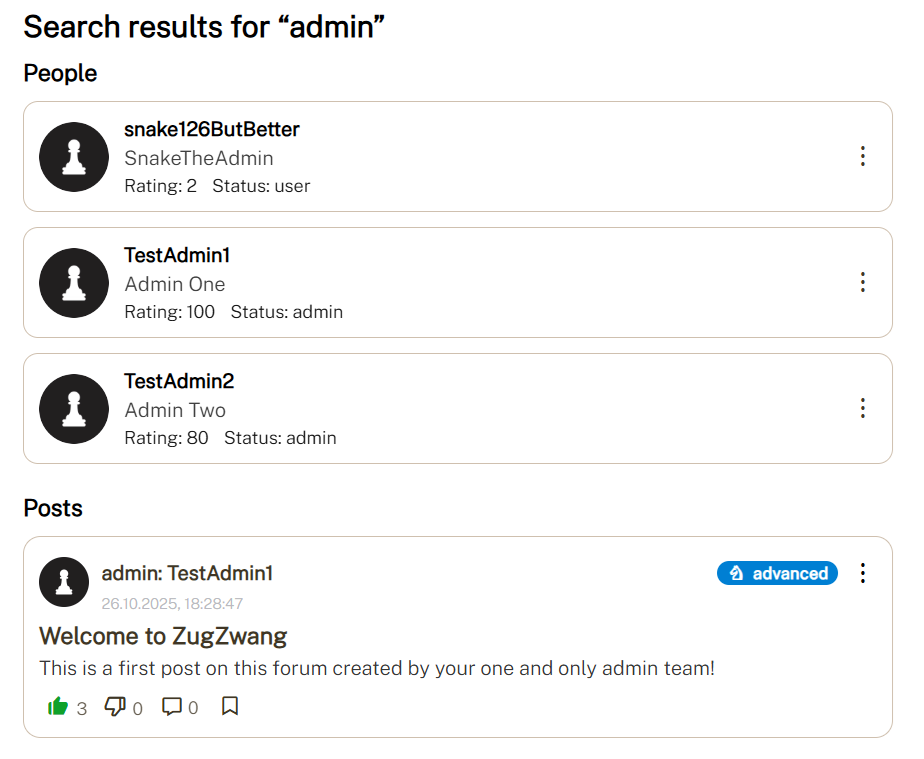 Search results for “admin”
People
snake126ButBetter
SnakeTheAdmin
Rating: 2 Status: user
TestAdmin1
Admin One
Rating: 100 Status: admin
TestAdmin2
Admin Two
Rating: 80 Status: admin
Posts
admin: TestAdmin1
advanced
26.10.2025, 18:28:47
Welcome to ZugZwang
This is a first post on this forum created by your one and only admin team!
3 0 0